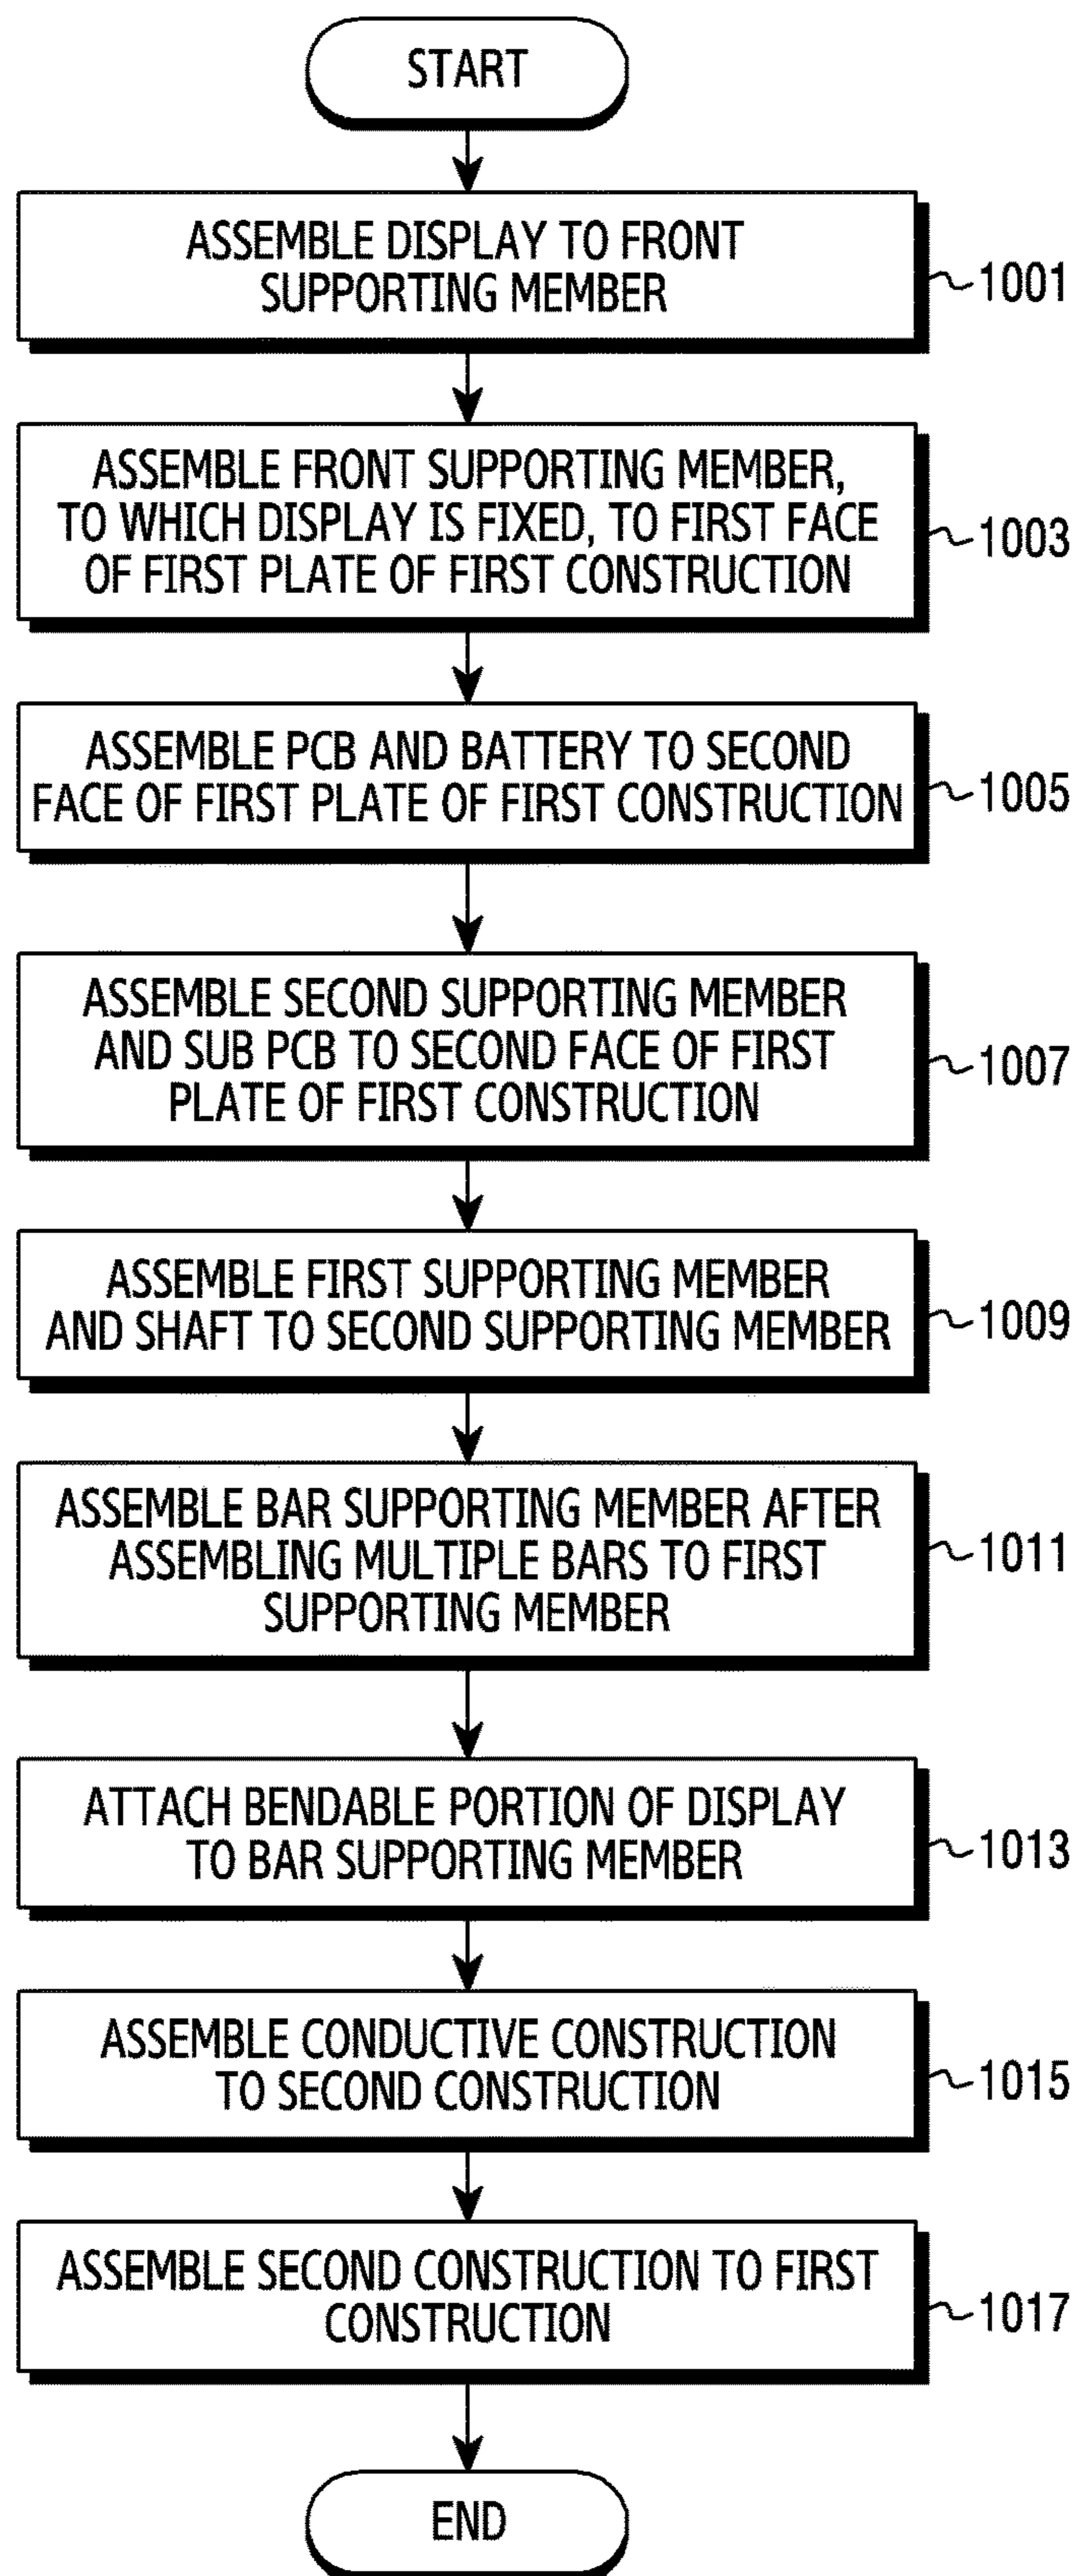 START
ASSEMBLE DISPLAY TO FRONT
SUPPORTING MEMBER
1001
ASSEMBLE FRONT SUPPORTING MEMBER,
TO WHICH DISPLAY IS FIXED, TO FIRST FACE
OF FIRST PLATE OF FIRST CONSTRUCTION
1003
ASSEMBLE PCB AND BATTERY TO SECOND
FACE OF FIRST PLATE OF FIRST CONSTRUCTION
1005
ASSEMBLE SECOND SUPPORTING MEMBER
AND SUB PCB TO SECOND FACE OF FIRST
PLATE OF FIRST CONSTRUCTION
1007
ASSEMBLE FIRST SUPPORTING MEMBER
AND SHAFT TO SECOND SUPPORTING MEMBER
1009
ASSEMBLE BAR SUPPORTING MEMBER AFTER
ASSEMBLING MULTIPLE BARS TO FIRST
SUPPORTING MEMBER
1011
ATTACH BENDABLE PORTION OF DISPLAY
TO BAR SUPPORTING MEMBER
1013
ASSEMBLE CONDUCTIVE CONSTRUCTION
TO SECOND CONSTRUCTION
1015
ASSEMBLE SECOND CONSTRUCTION TO FIRST
CONSTRUCTION
1017
END